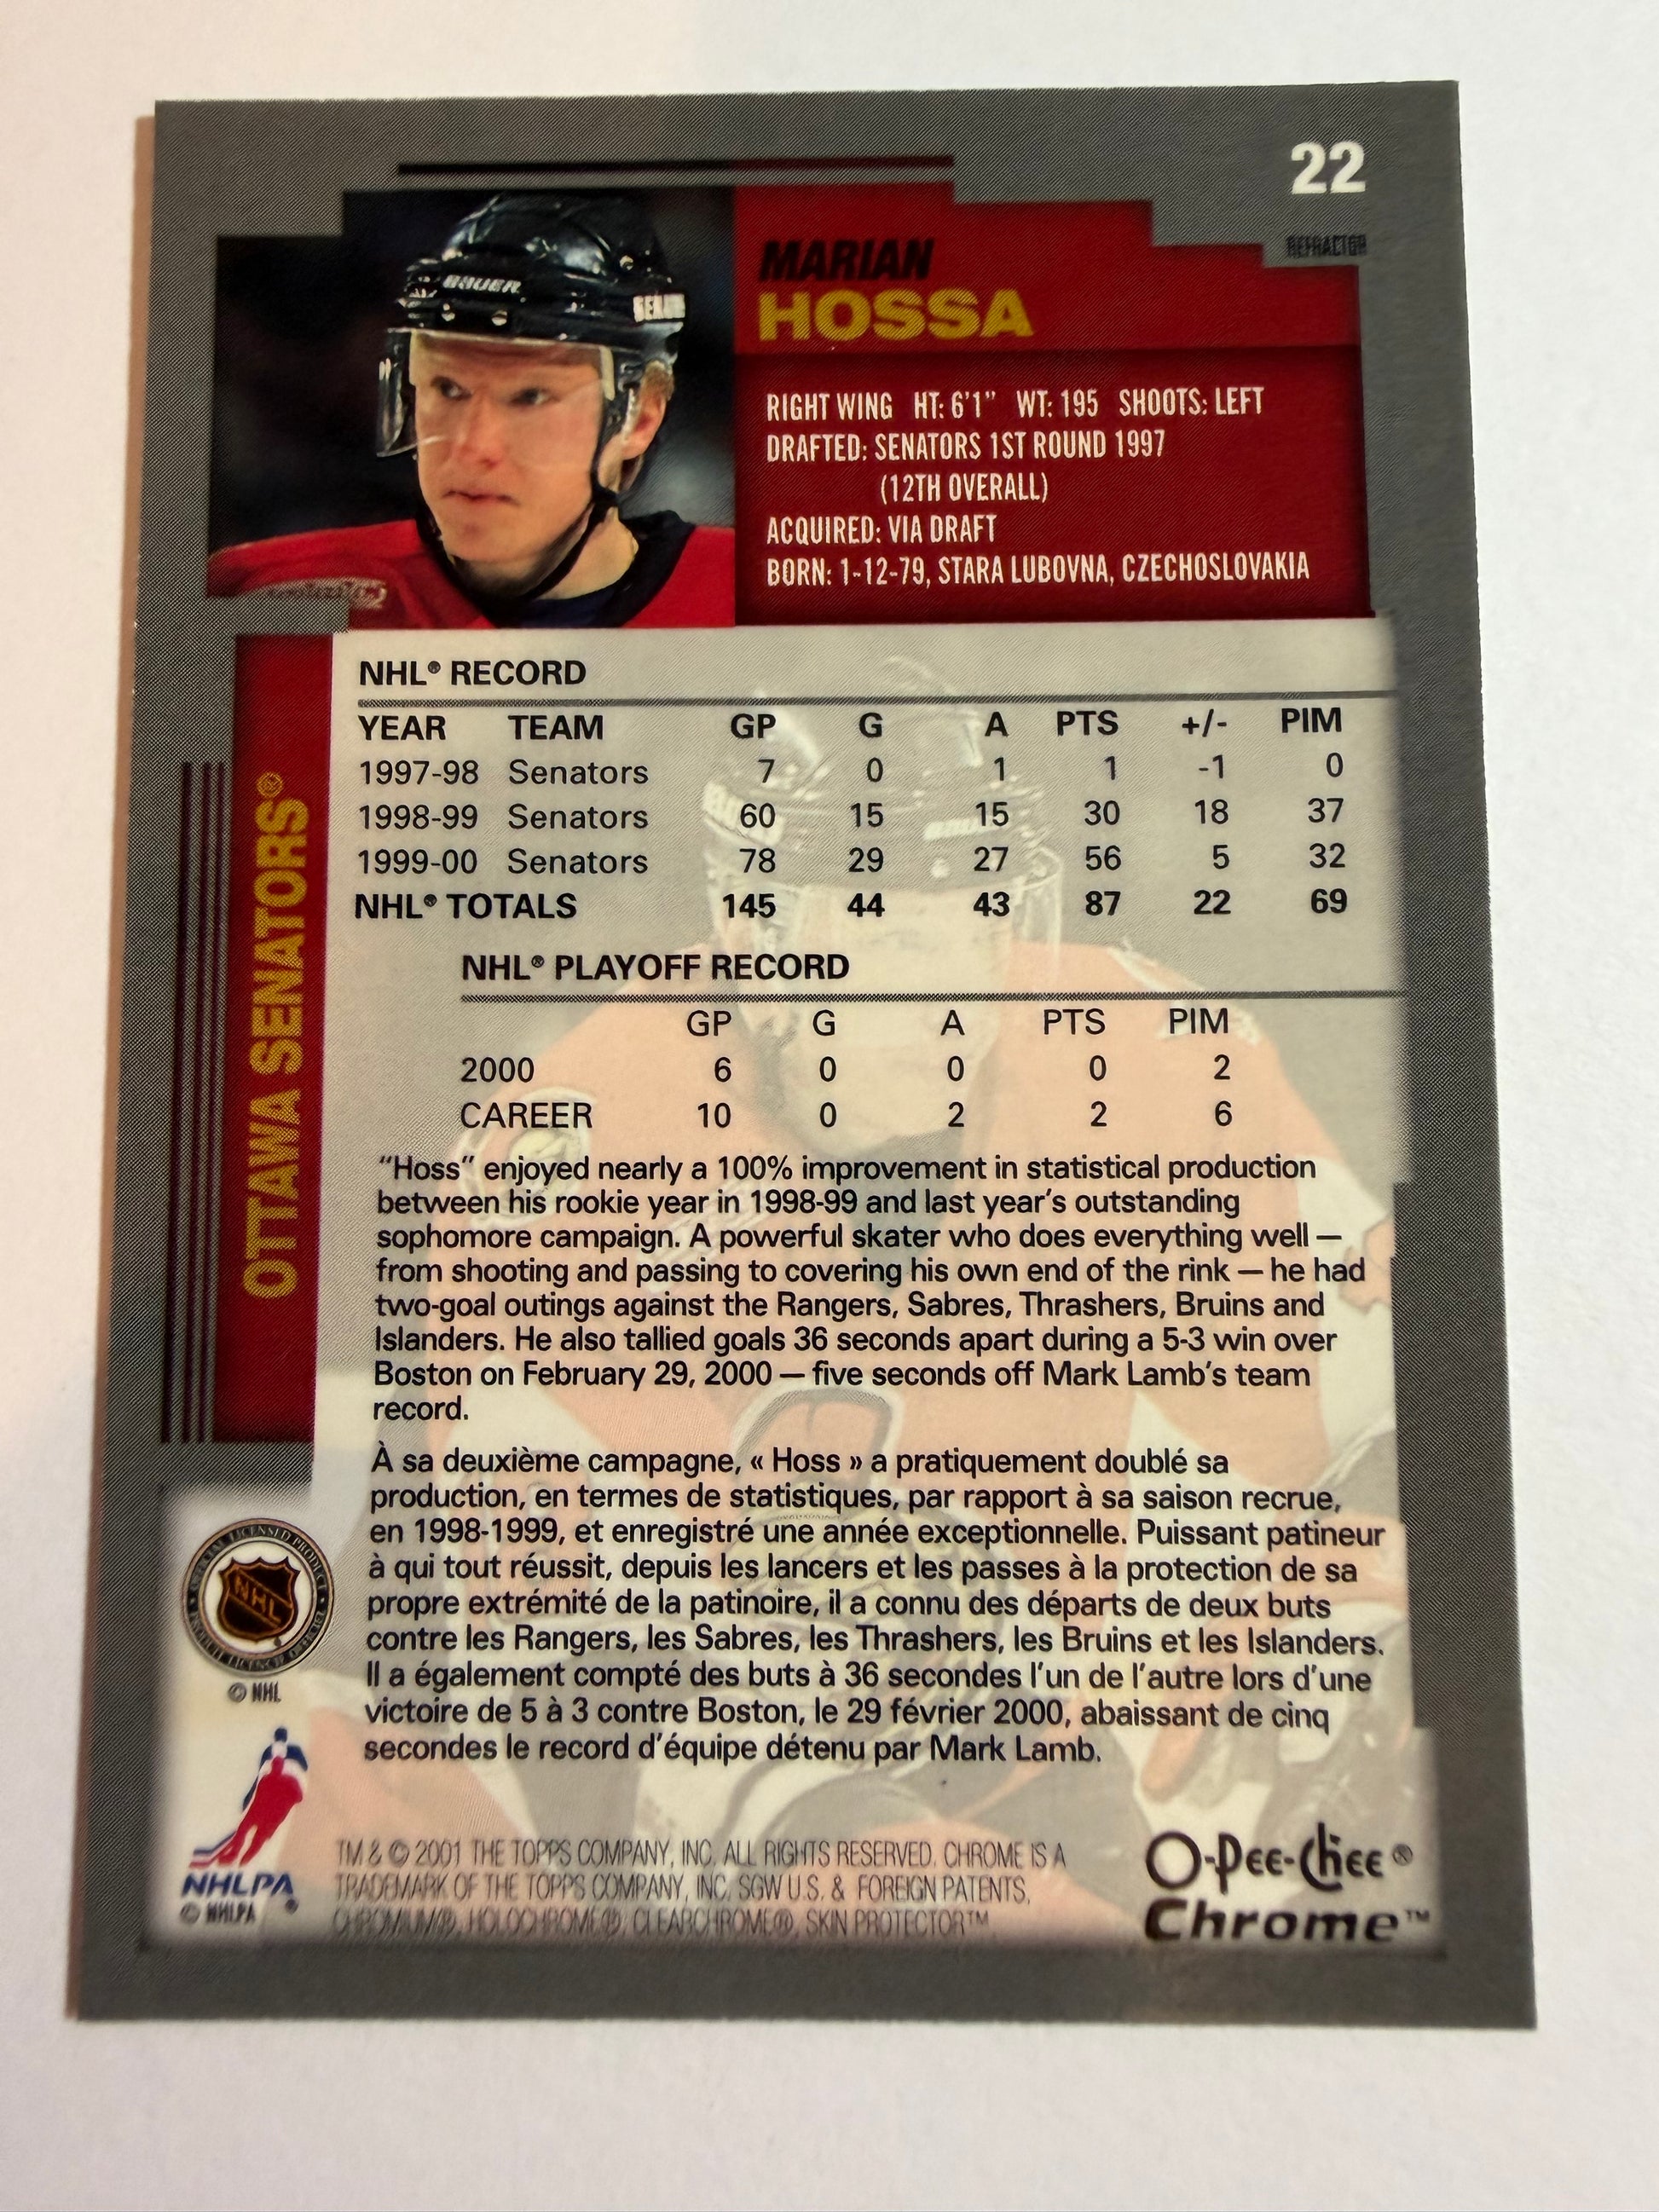 22
REFRACTOR
BAUER
MARIAN
HOSSA
RIGHT WING HT: 6'1" WT: 195 SHOOTS: LEFT
DRAFTED: SENATORS 1ST ROUND 1997
(12TH OVERALL)
ACQUIRED: VIA DRAFT
BORN: 1-12-79, STARA LUBOVNA, CZECHOSLOVAKIA
OTTAWA SENATORS®
NHL® RECORD
YEAR TEAM GP G A PTS +/- PIM
1997-98 Senators 7 0 1 1 -1 0
1998-99 Senators 60 15 15 30 18 37
1999-00 Senators 78 29 27 56 5 32
NHL® TOTALS 145 44 43 87 22 69
NHL® PLAYOFF RECORD
GP G A PTS PIM
2000 6 0 0 0 2
CAREER 10 0 2 2 6
"Hoss" enjoyed nearly a 100% improvement in statistical production
between his rookie year in 1998-99 and last year's outstanding
sophomore campaign. A powerful skater who does everything well —
from shooting and passing to covering his own end of the rink — he had
two-goal outings against the Rangers, Sabres, Thrashers, Bruins and
Islanders. He also tallied goals 36 seconds apart during a 5-3 win over
Boston on February 29, 2000 — five seconds off Mark Lamb's team
record.
À sa deuxième campagne, « Hoss » a pratiquement doublé sa
production, en termes de statistiques, par rapport à sa saison recrue,
en 1998-1999, et enregistré une année exceptionnelle. Puissant patineur
à qui tout réussit, depuis les lancers et les passes à la protection de sa
propre extrémité de la patinoire, il a connu des départs de deux buts
contre les Rangers, les Sabres, les Thrashers, les Bruins et les Islanders.
Il a également compté des buts à 36 secondes l'un de l'autre lors d'une
victoire de 5 à 3 contre Boston, le 29 février 2000, abaissant de cinq
secondes le record d'équipe détenu par Mark Lamb.
NHL
© NHL
NHLPA ®
© NHLPA
TM & © 2001 THE TOPPS COMPANY, INC. ALL RIGHTS RESERVED. CHROME IS A
TRADEMARK OF THE TOPPS COMPANY, INC. SGW U.S. & FOREIGN PATENTS,
CHROMIUM®, HOLOCHROME®, CLEARCHROME®, SKIN PROTECTOR™
O-Pee-Chee®
Chrome™